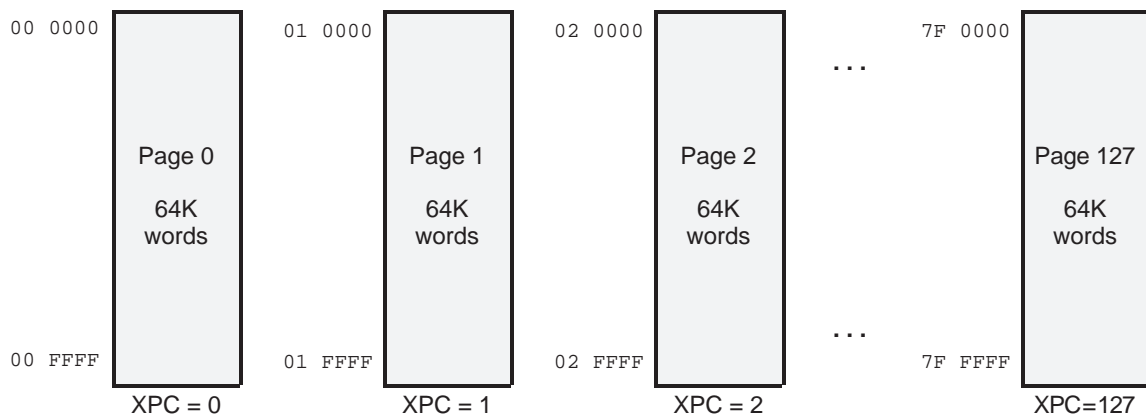 00 0000
01 0000
02 0000
7F 0000
...
Page 0
Page 1
Page 2
Page 127
64K
words
64K
words
64K
words
64K
words
...
00 FFFF
01 FFFF
02 FFFF
7F FFFF
XPC = 0
XPC = 1
XPC = 2
XPC=127